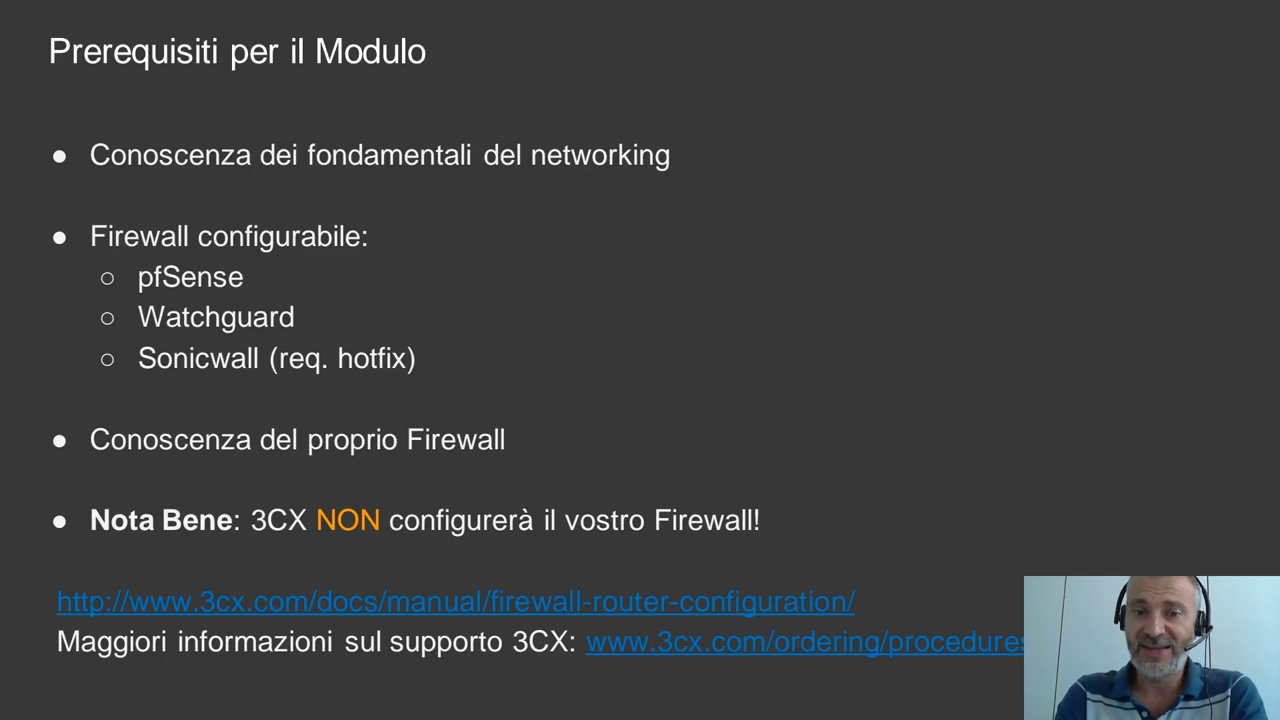 Prerequisiti per il Modulo
● Conoscenza dei fondamentali del networking
● Firewall configurabile:
○ pfSense
○ Watchguard
○ Sonicwall (req. hotfix)
● Conoscenza del proprio Firewall
● Nota Bene: 3CX NON configurerà il vostro Firewall!
http://www.3cx.com/docs/manual/firewall-router-configuration/
Maggiori informazioni sul supporto 3CX: www.3cx.com/ordering/procedures